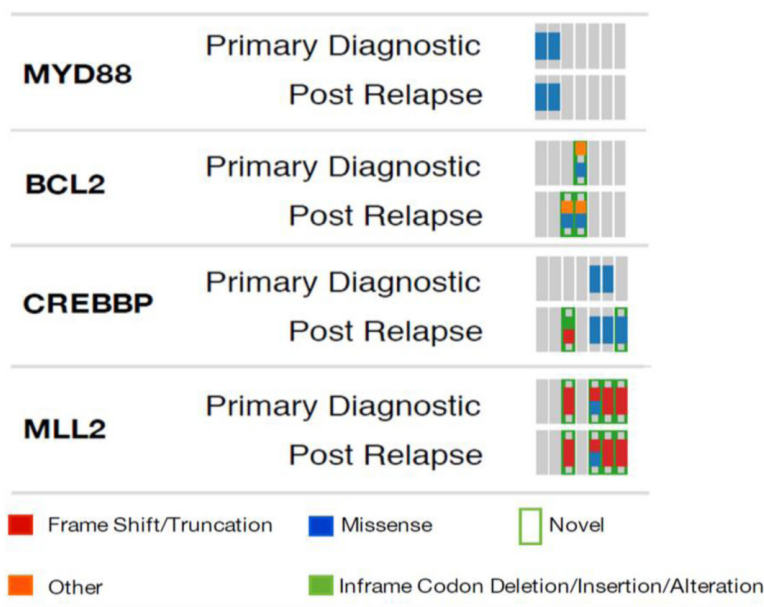 MYD88
Primary Diagnostic
Post Relapse
BCL2
Primary Diagnostic
Post Relapse
CREBBP
Primary Diagnostic
Post Relapse
MLL2
Primary Diagnostic
Post Relapse
Frame Shift/Truncation
Missense
Novel
Other
Inframe Codon Deletion/Insertion/Alteration